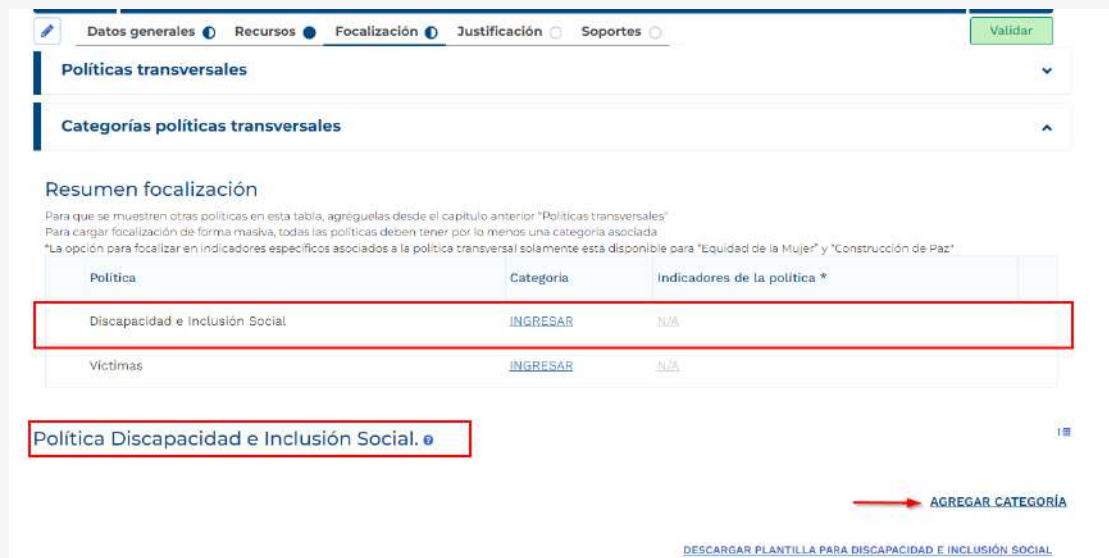 Datos generales Recursos Focalización Justificación Soportes Validar
Políticas transversales
Categorías políticas transversales
Resumen focalización
Para que se muestren otras políticas en esta tabla, agréguelas desde el capítulo anterior "Políticas transversales"
Para cargar focalización de forma masiva, todas las políticas deben tener por lo menos una categoría asociada
*La opción para focalizar en indicadores específicos asociados a la política transversal solamente está disponible para "Equidad de la Mujer" y "Construcción de Paz"
Política Categoría Indicadores de la política *
Discapacidad e Inclusión Social INGRESAR N/A
Víctimas INGRESAR N/A
Política Discapacidad e Inclusión Social.
AGREGAR CATEGORÍA
DESCARGAR PLANTILLA PARA DISCAPACIDAD E INCLUSIÓN SOCIAL